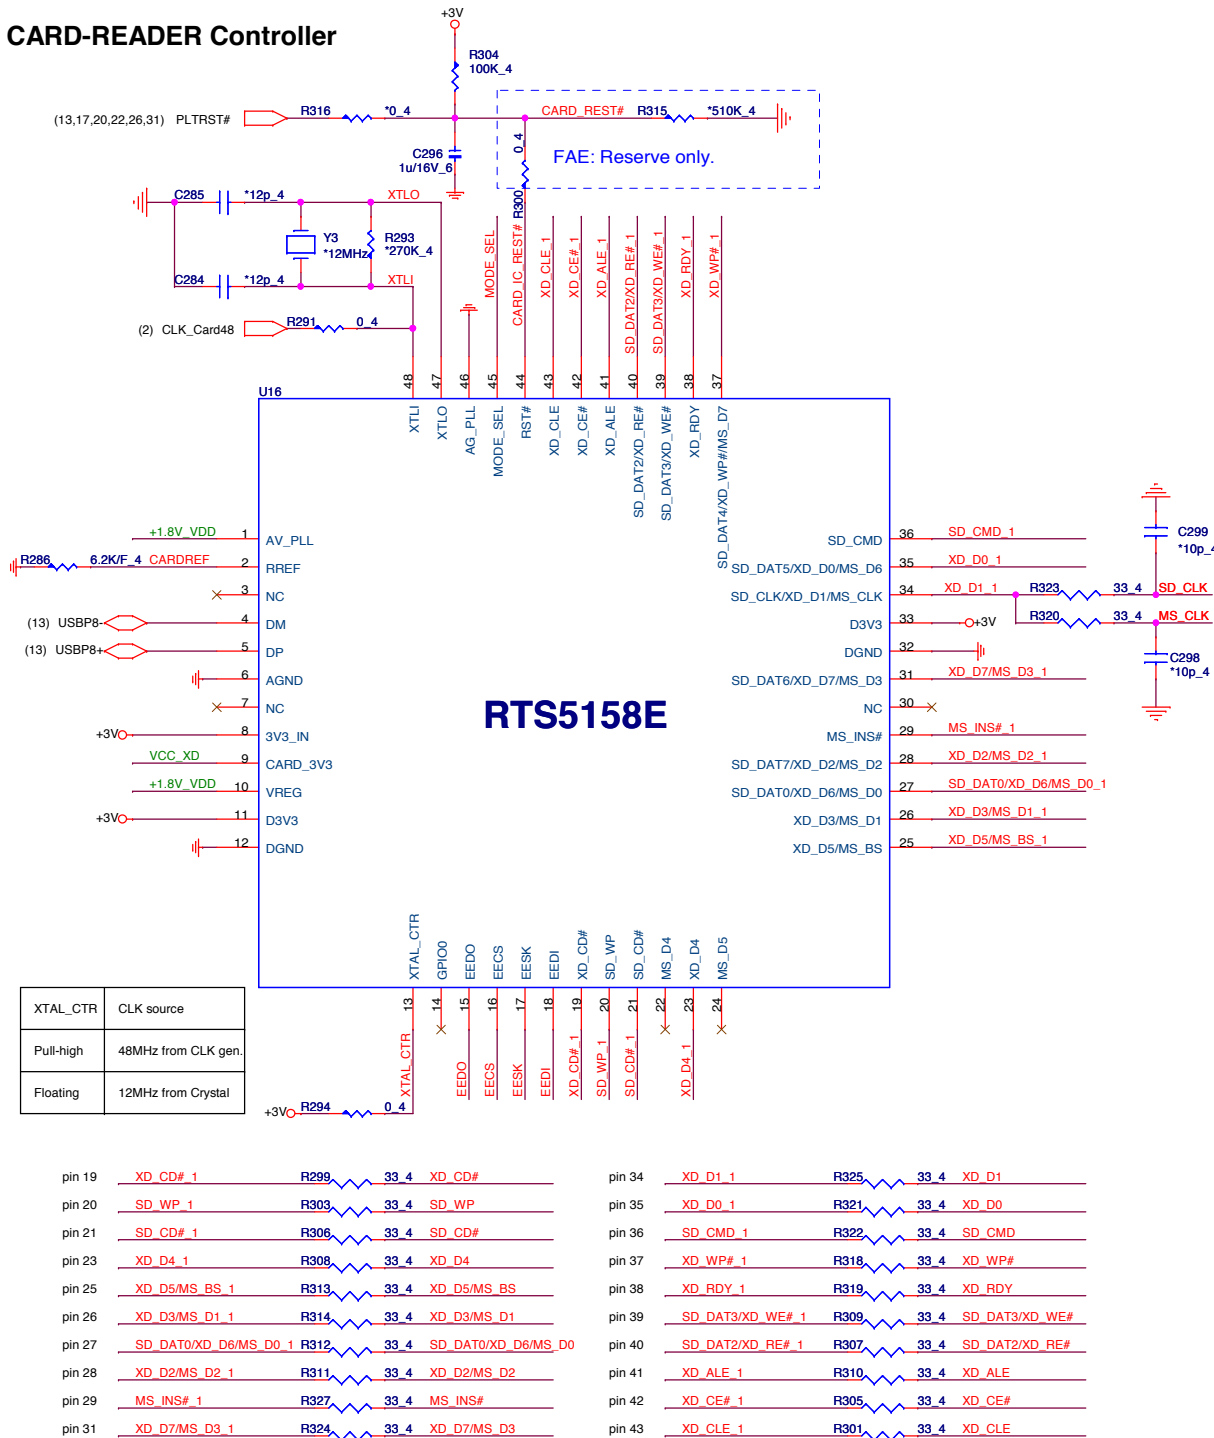 CARD-READER Controller
+3V
R304
100K_4
(13,17,20,22,26,31) PLTRST#
R316
*0_4
CARD_REST#
R315
*510K_4
C296
1u/16V_6
0_4
R300
FAE: Reserve only.
C285
*12p_4
XTLO
Y3
*12MHz
R293
*270K_4
C284
*12p_4
XTLI
(2) CLK_Card48
R291
0_4
MODE_SEL
CARD_IC_REST#
XD_CLE_1
XD_CE#_1
XD_ALE_1
SD_DAT2/XD_RE#_1
SD_DAT3/XD_WE#_1
XD_RDY_1
XD_WP#_1
48
47
46
45
44
43
42
41
40
39
38
37
U16
XTLI
XTLO
AG_PLL
MODE_SEL
RST#
XD_CLE
XD_CE#
XD_ALE
SD_DAT2/XD_RE#
SD_DAT3/XD_WE#
XD_RDY
SD_DAT4/XD_WP#/MS_D7
+1.8V_VDD 1 AV_PLL
R286 6.2K/F_4 CARDREF 2 RREF
3 NC
(13) USBP8- 4 DM
(13) USBP8+ 5 DP
6 AGND
7 NC
+3V 8 3V3_IN
VCC_XD 9 CARD_3V3
+1.8V_VDD 10 VREG
+3V 11 D3V3
12 DGND
RTS5158E
SD_CMD 36 SD_CMD_1
SD_DAT5/XD_D0/MS_D6 35 XD_D0_1
SD_CLK/XD_D1/MS_CLK 34 XD_D1_1 R323 33_4 SD_CLK
D3V3 33 +3V R320 33_4 MS_CLK
DGND 32
SD_DAT6/XD_D7/MS_D3 31 XD_D7/MS_D3_1
NC 30
MS_INS# 29 MS_INS#_1
SD_DAT7/XD_D2/MS_D2 28 XD_D2/MS_D2_1
SD_DAT0/XD_D6/MS_D0 27 SD_DAT0/XD_D6/MS_D0_1
XD_D3/MS_D1 26 XD_D3/MS_D1_1
XD_D5/MS_BS 25 XD_D5/MS_BS_1
C299
*10p_4
C298
*10p_4
XTAL_CTR
GPIO0
EEDO
EECS
EESK
EEDI
XD_CD#
SD_WP
SD_CD#
MS_D4
XD_D4
MS_D5
13
14
15
16
17
18
19
20
21
22
23
24
XTAL_CTR
EEDO
EECS
EESK
EEDI
XD_CD#_1
SD_WP_1
SD_CD#_1
XD_D4_1
XTAL_CTR CLK source
Pull-high 48MHz from CLK gen.
Floating 12MHz from Crystal
+3V R294 0_4
pin 19 XD_CD#_1 R299 33_4 XD_CD#
pin 20 SD_WP_1 R303 33_4 SD_WP
pin 21 SD_CD#_1 R306 33_4 SD_CD#
pin 23 XD_D4_1 R308 33_4 XD_D4
pin 25 XD_D5/MS_BS_1 R313 33_4 XD_D5/MS_BS
pin 26 XD_D3/MS_D1_1 R314 33_4 XD_D3/MS_D1
pin 27 SD_DAT0/XD_D6/MS_D0_1 R312 33_4 SD_DAT0/XD_D6/MS_D0
pin 28 XD_D2/MS_D2_1 R311 33_4 XD_D2/MS_D2
pin 29 MS_INS#_1 R327 33_4 MS_INS#
pin 31 XD_D7/MS_D3_1 R324 33_4 XD_D7/MS_D3
pin 34 XD_D1_1 R325 33_4 XD_D1
pin 35 XD_D0_1 R321 33_4 XD_D0
pin 36 SD_CMD_1 R322 33_4 SD_CMD
pin 37 XD_WP#_1 R318 33_4 XD_WP#
pin 38 XD_RDY_1 R319 33_4 XD_RDY
pin 39 SD_DAT3/XD_WE#_1 R309 33_4 SD_DAT3/XD_WE#
pin 40 SD_DAT2/XD_RE#_1 R307 33_4 SD_DAT2/XD_RE#
pin 41 XD_ALE_1 R310 33_4 XD_ALE
pin 42 XD_CE#_1 R305 33_4 XD_CE#
pin 43 XD_CLE_1 R301 33_4 XD_CLE